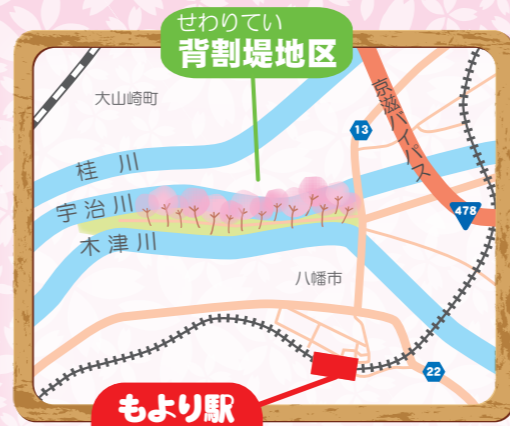 せわりてい
背割堤地区
大山崎町
京滋バイパス
13
桂川
宇治川
478
木津川
八幡市
22
もより駅